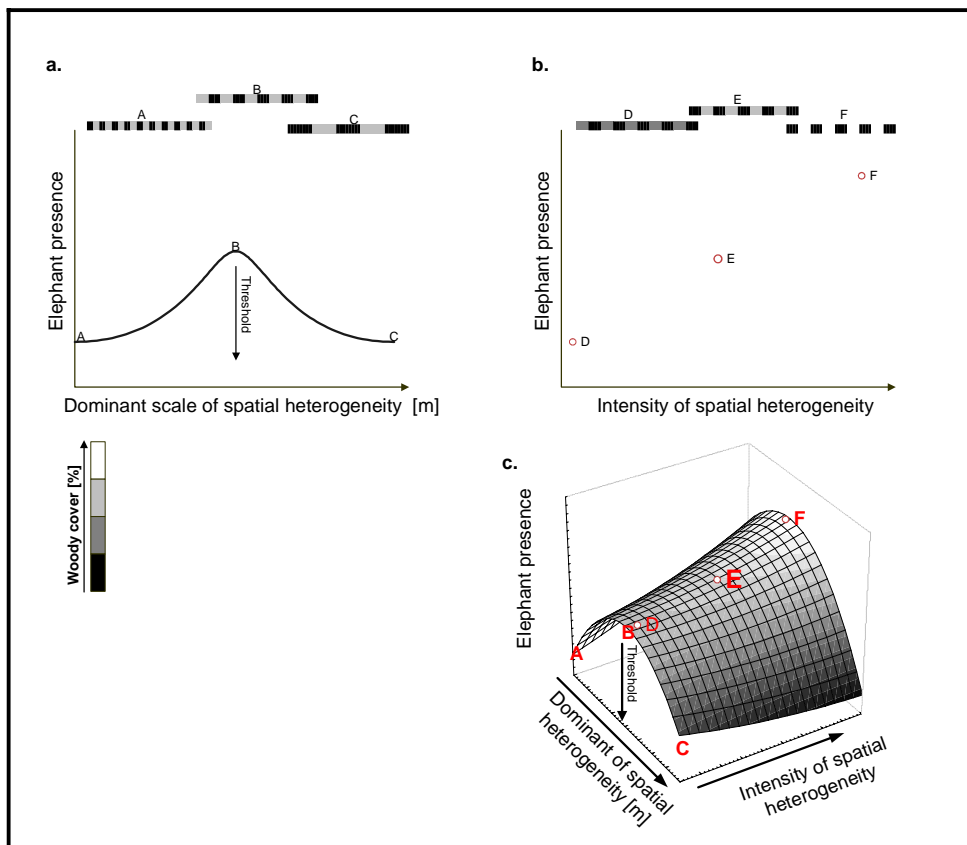 a.
B
A
C
Elephant presence
B
Threshold
A
C
Dominant scale of spatial heterogeneity [m]
Woody cover [%]
b.
E
D
F
Elephant presence
F
E
D
Intensity of spatial heterogeneity
c.
Elephant presence
F
E
B
D
A
Threshold
C
Dominant of spatial
heterogeneity [m]
Intensity of spatial
heterogeneity